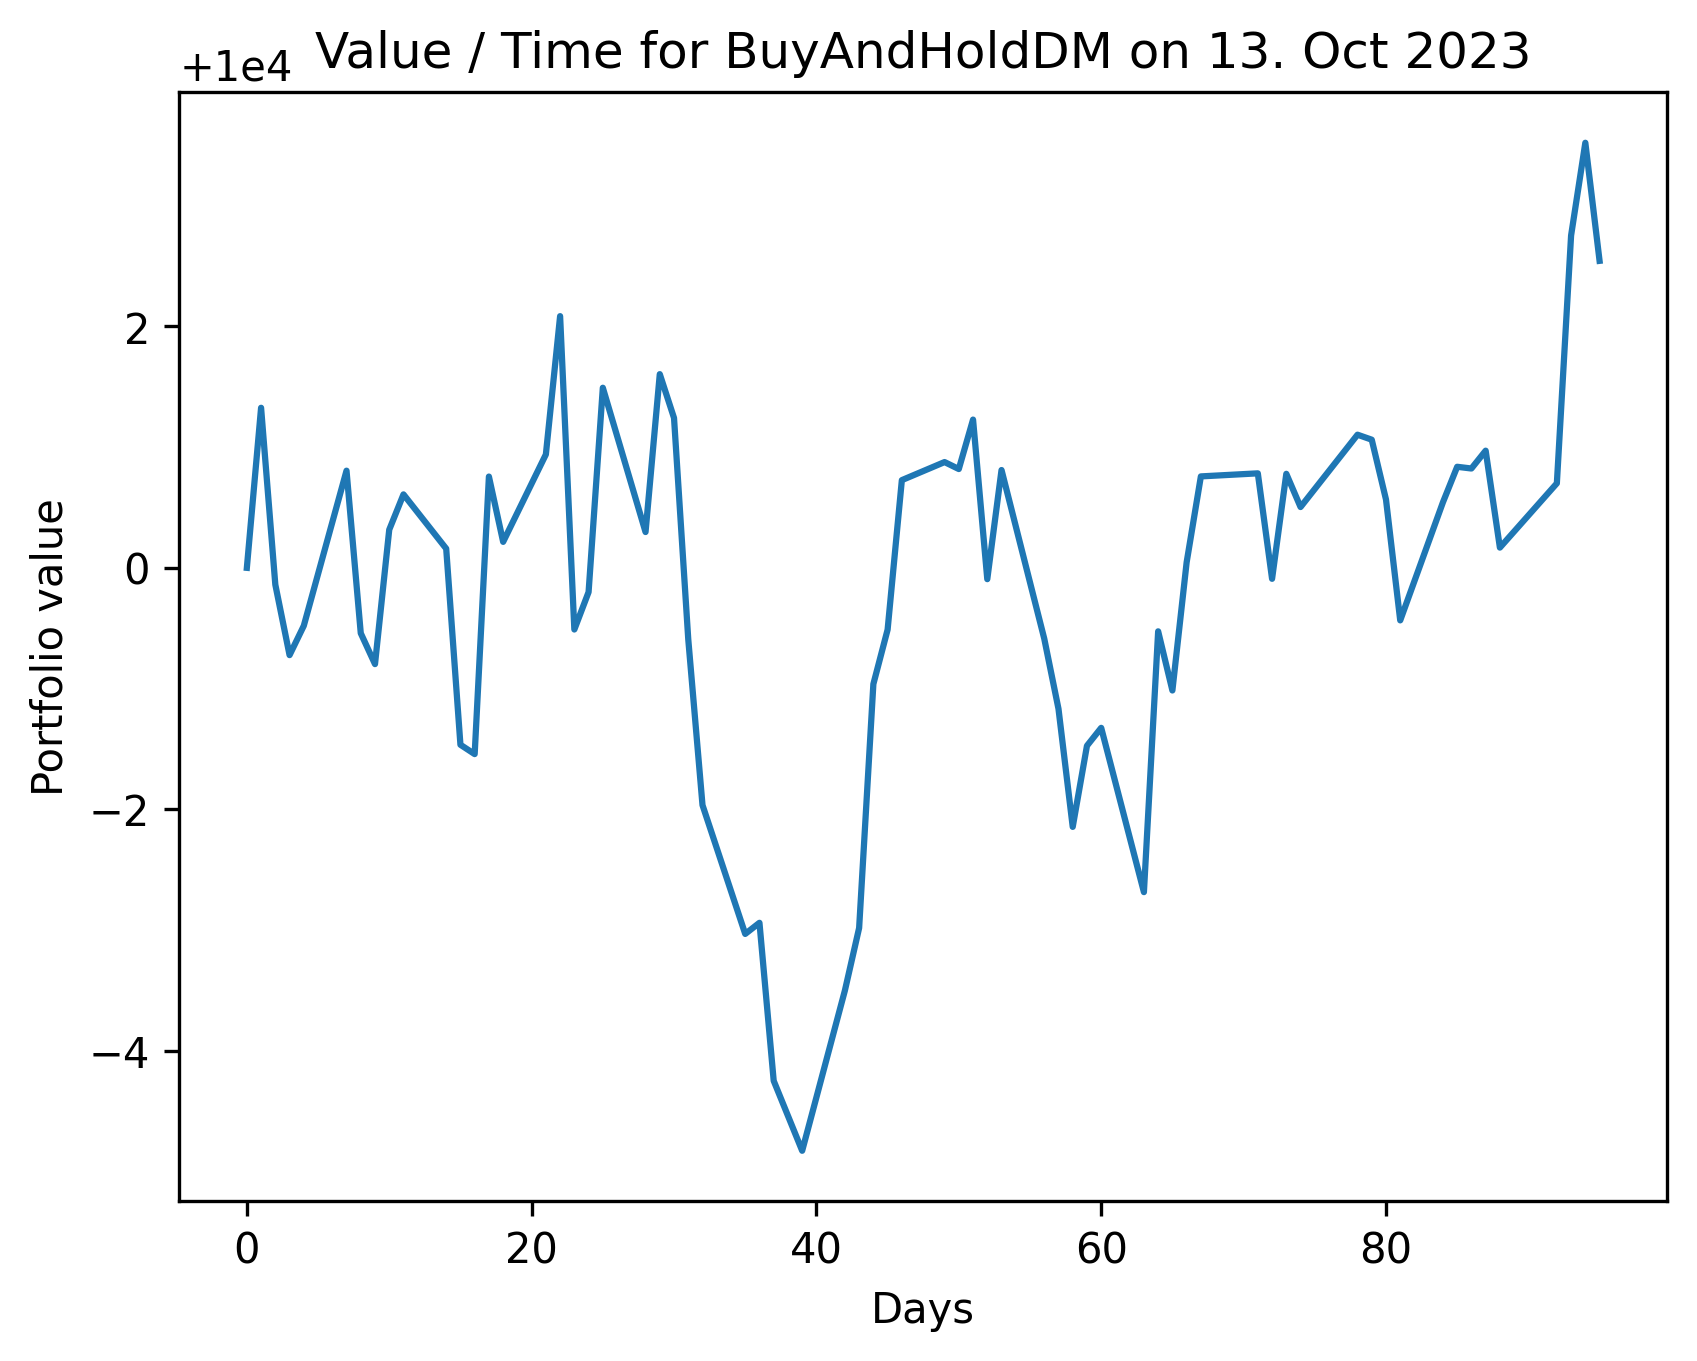 Value / Time for BuyAndHoldDM on 13. Oct 2023
+1e4
2
0
−2
−4
Portfolio value
0 20 40 60 80
Days